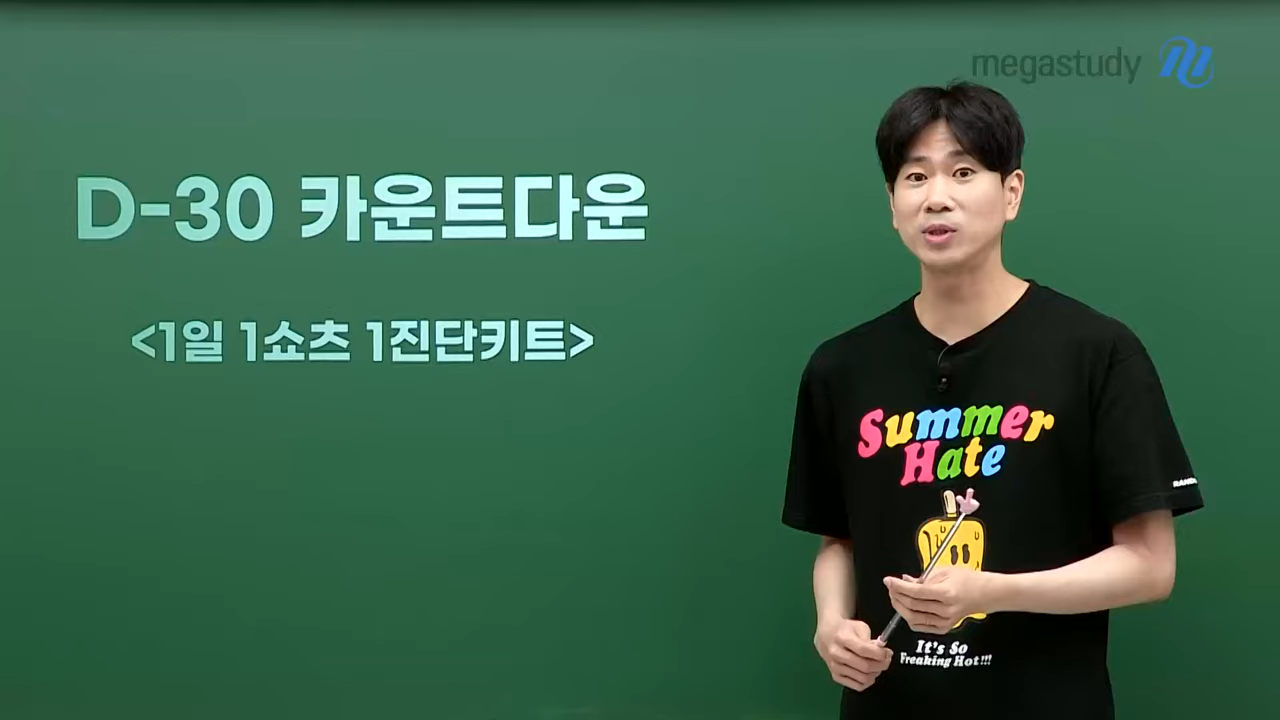 megastudy
D-30 카운트다운
<1일 1쇼츠 1진단키트>
Summer
Hate
It's So
Freaking Hot!!!